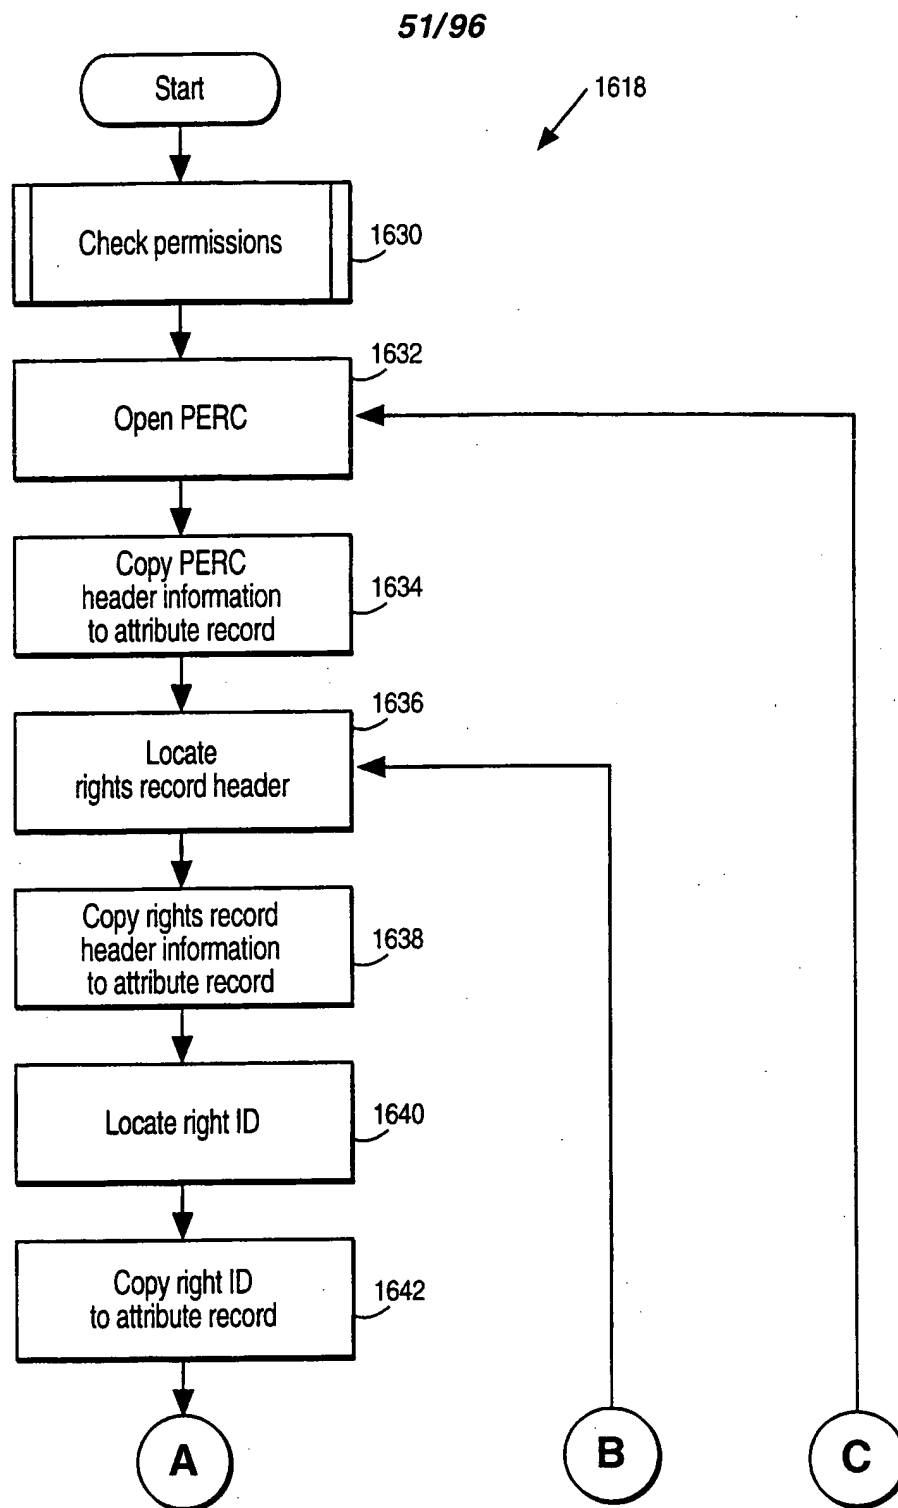 51/96
Start
1618
Check permissions
1630
1632
Open PERC
Copy PERC
header information
to attribute record
1634
1636
Locate
rights record header
Copy rights record
header information
to attribute record
1638
Locate right ID
1640
Copy right ID
to attribute record
1642
A
B
C